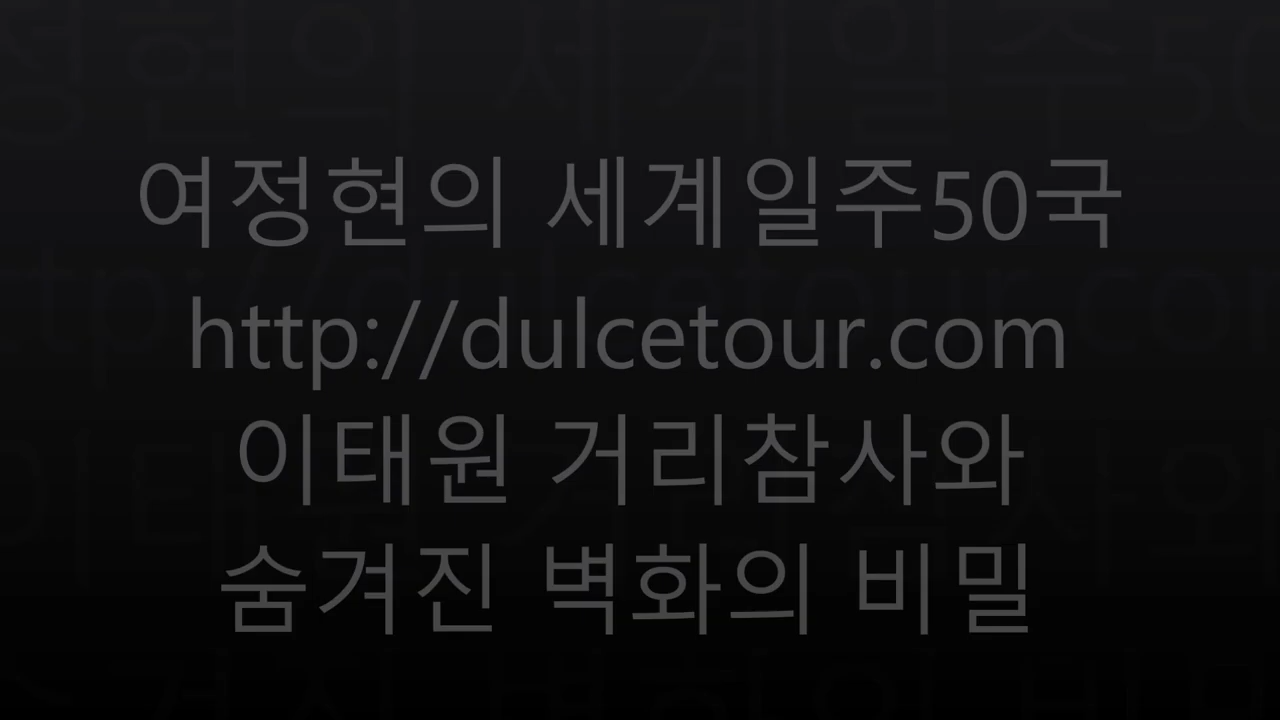 여정현의 세계일주50국
http://dulcetour.com
이태원 거리참사와
숨겨진 벽화의 비밀